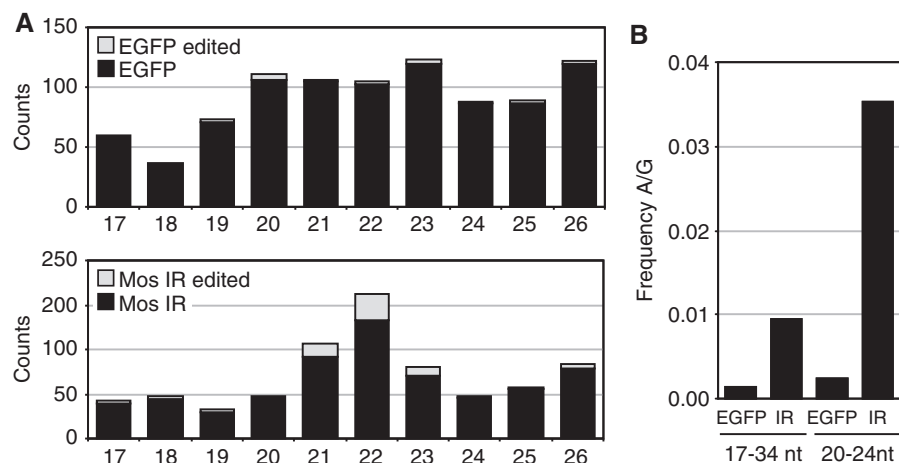 A
150
EGFP edited
EGFP
100
Counts
50
0
17 18 19 20 21 22 23 24 25 26
250
Mos IR edited
Mos IR
200
Counts
100
50
0
17 18 19 20 21 22 23 24 25 26
B
0.04
0.03
Frequency A/G
0.02
0.01
0.00
EGFP IR EGFP IR
17-34 nt 20-24nt